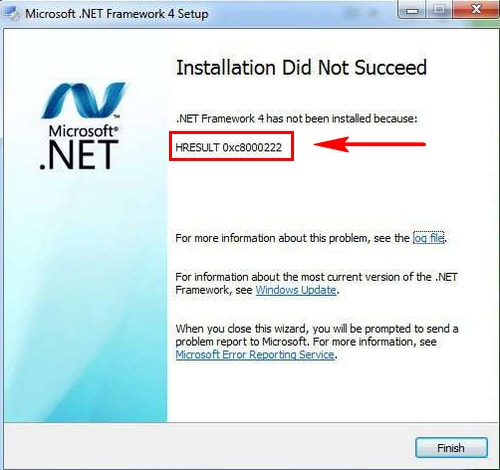 Microsoft .NET Framework 4 Setup
Installation Did Not Succeed
Microsoft®
.NET
.NET Framework 4 has not been installed because:
HRESULT 0xc8000222
For more information about this problem, see the og file.
For information about the most current version of the .NET
Framework, see Windows Update.
When you close this wizard, you will be prompted to send a
problem report to Microsoft. For more information, see
Microsoft Error Reporting Service.
Finish